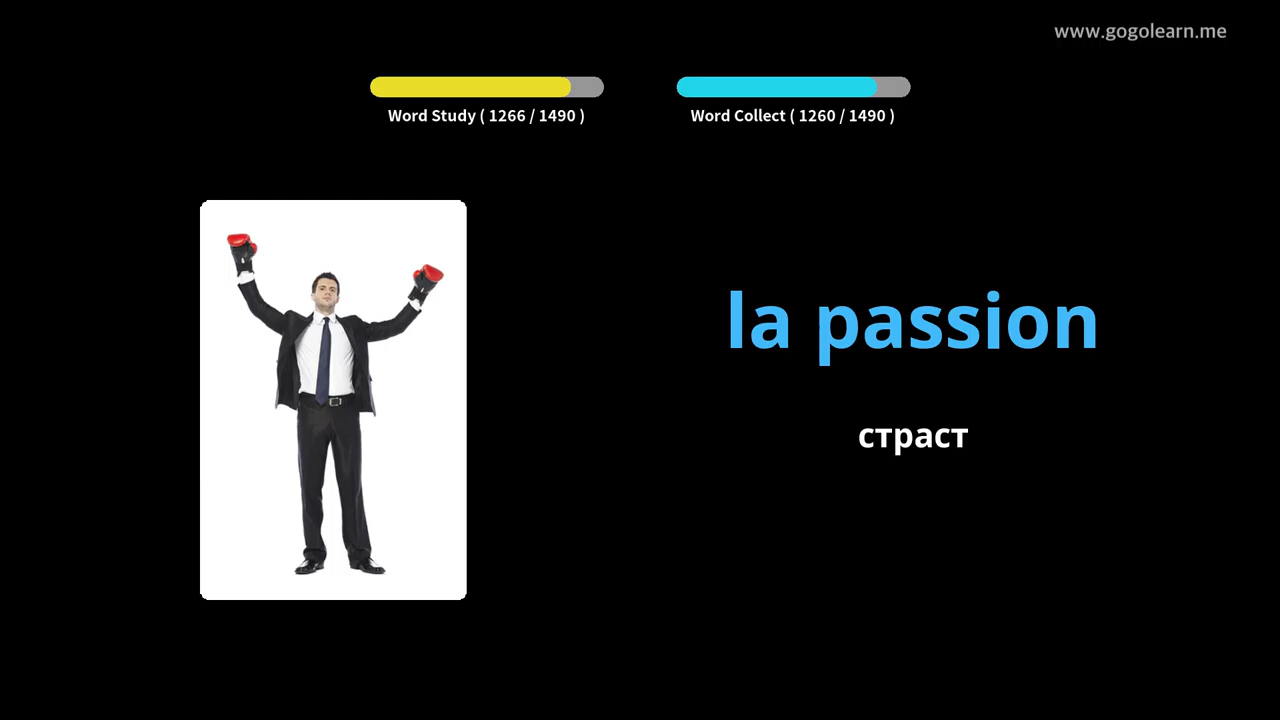 www.gogolearn.me
Word Study ( 1266 / 1490 )
Word Collect ( 1260 / 1490 )
la passion
страст